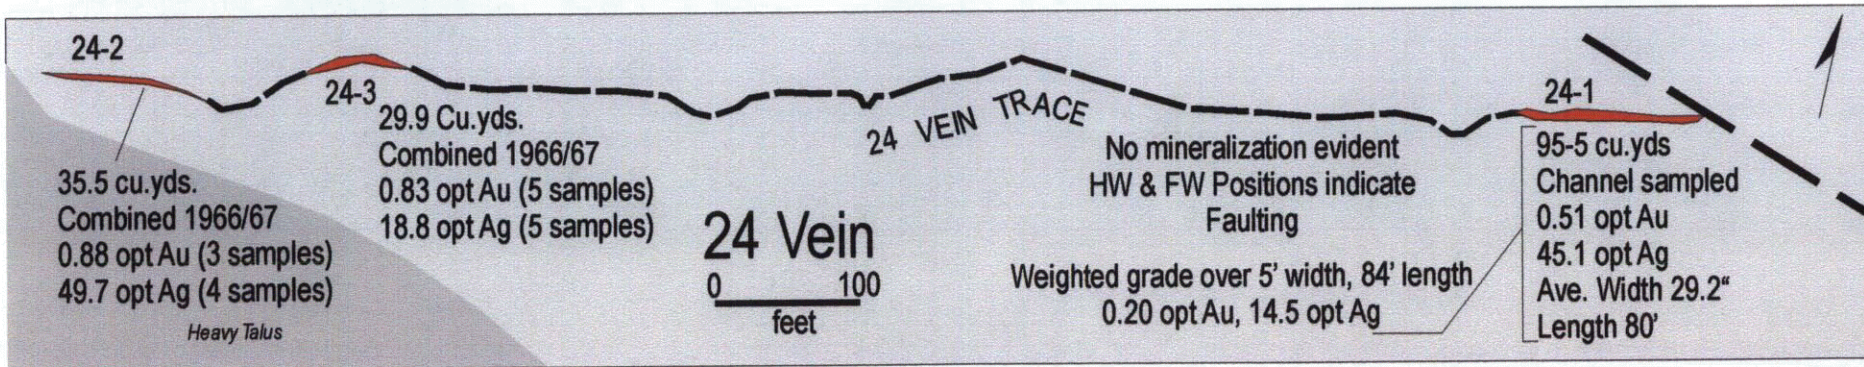 24-2
35.5 cu.yds.
Combined 1966/67
0.88 opt Au (3 samples)
49.7 opt Ag (4 samples)
Heavy Talus
24-3
29.9 Cu.yds.
Combined 1966/67
0.83 opt Au (5 samples)
18.8 opt Ag (5 samples)
24 Vein
0 100
feet
24 VEIN TRACE
No mineralization evident
HW & FW Positions indicate
Faulting
Weighted grade over 5' width, 84' length
0.20 opt Au, 14.5 opt Ag
24-1
95-5 cu.yds
Channel sampled
0.51 opt Au
45.1 opt Ag
Ave. Width 29.2"
Length 80'